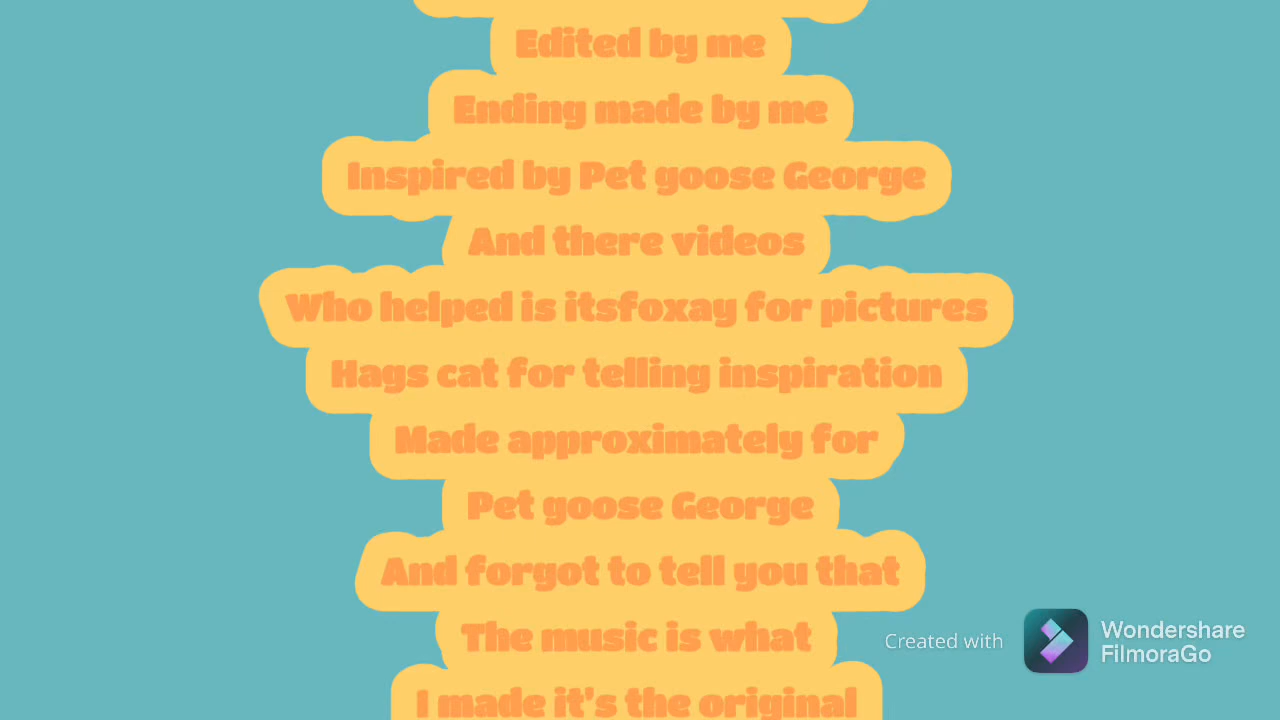 Edited by me
Ending made by me
Inspired by Pet goose George
And there videos
Who helped is itsfoxay for pictures
Hags cat for telling inspiration
Made approximately for
Pet goose George
And forgot to tell you that
The music is what
I made it's the original
Created with
Wondershare
FilmoraGo